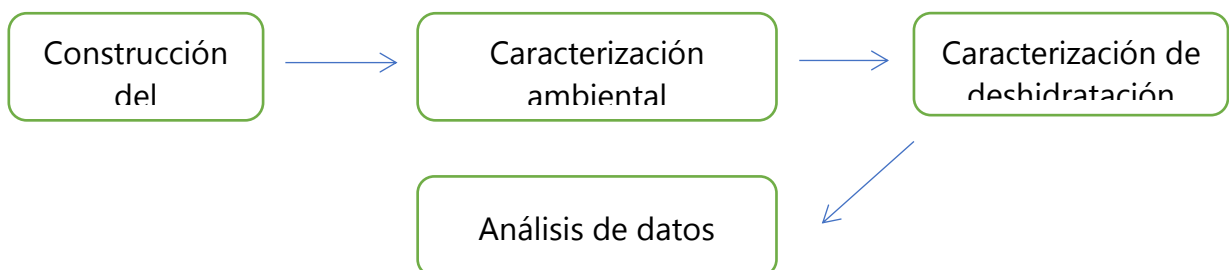 Construcción
del
Caracterización
ambiental
Caracterización de
deshidratación
Análisis de datos